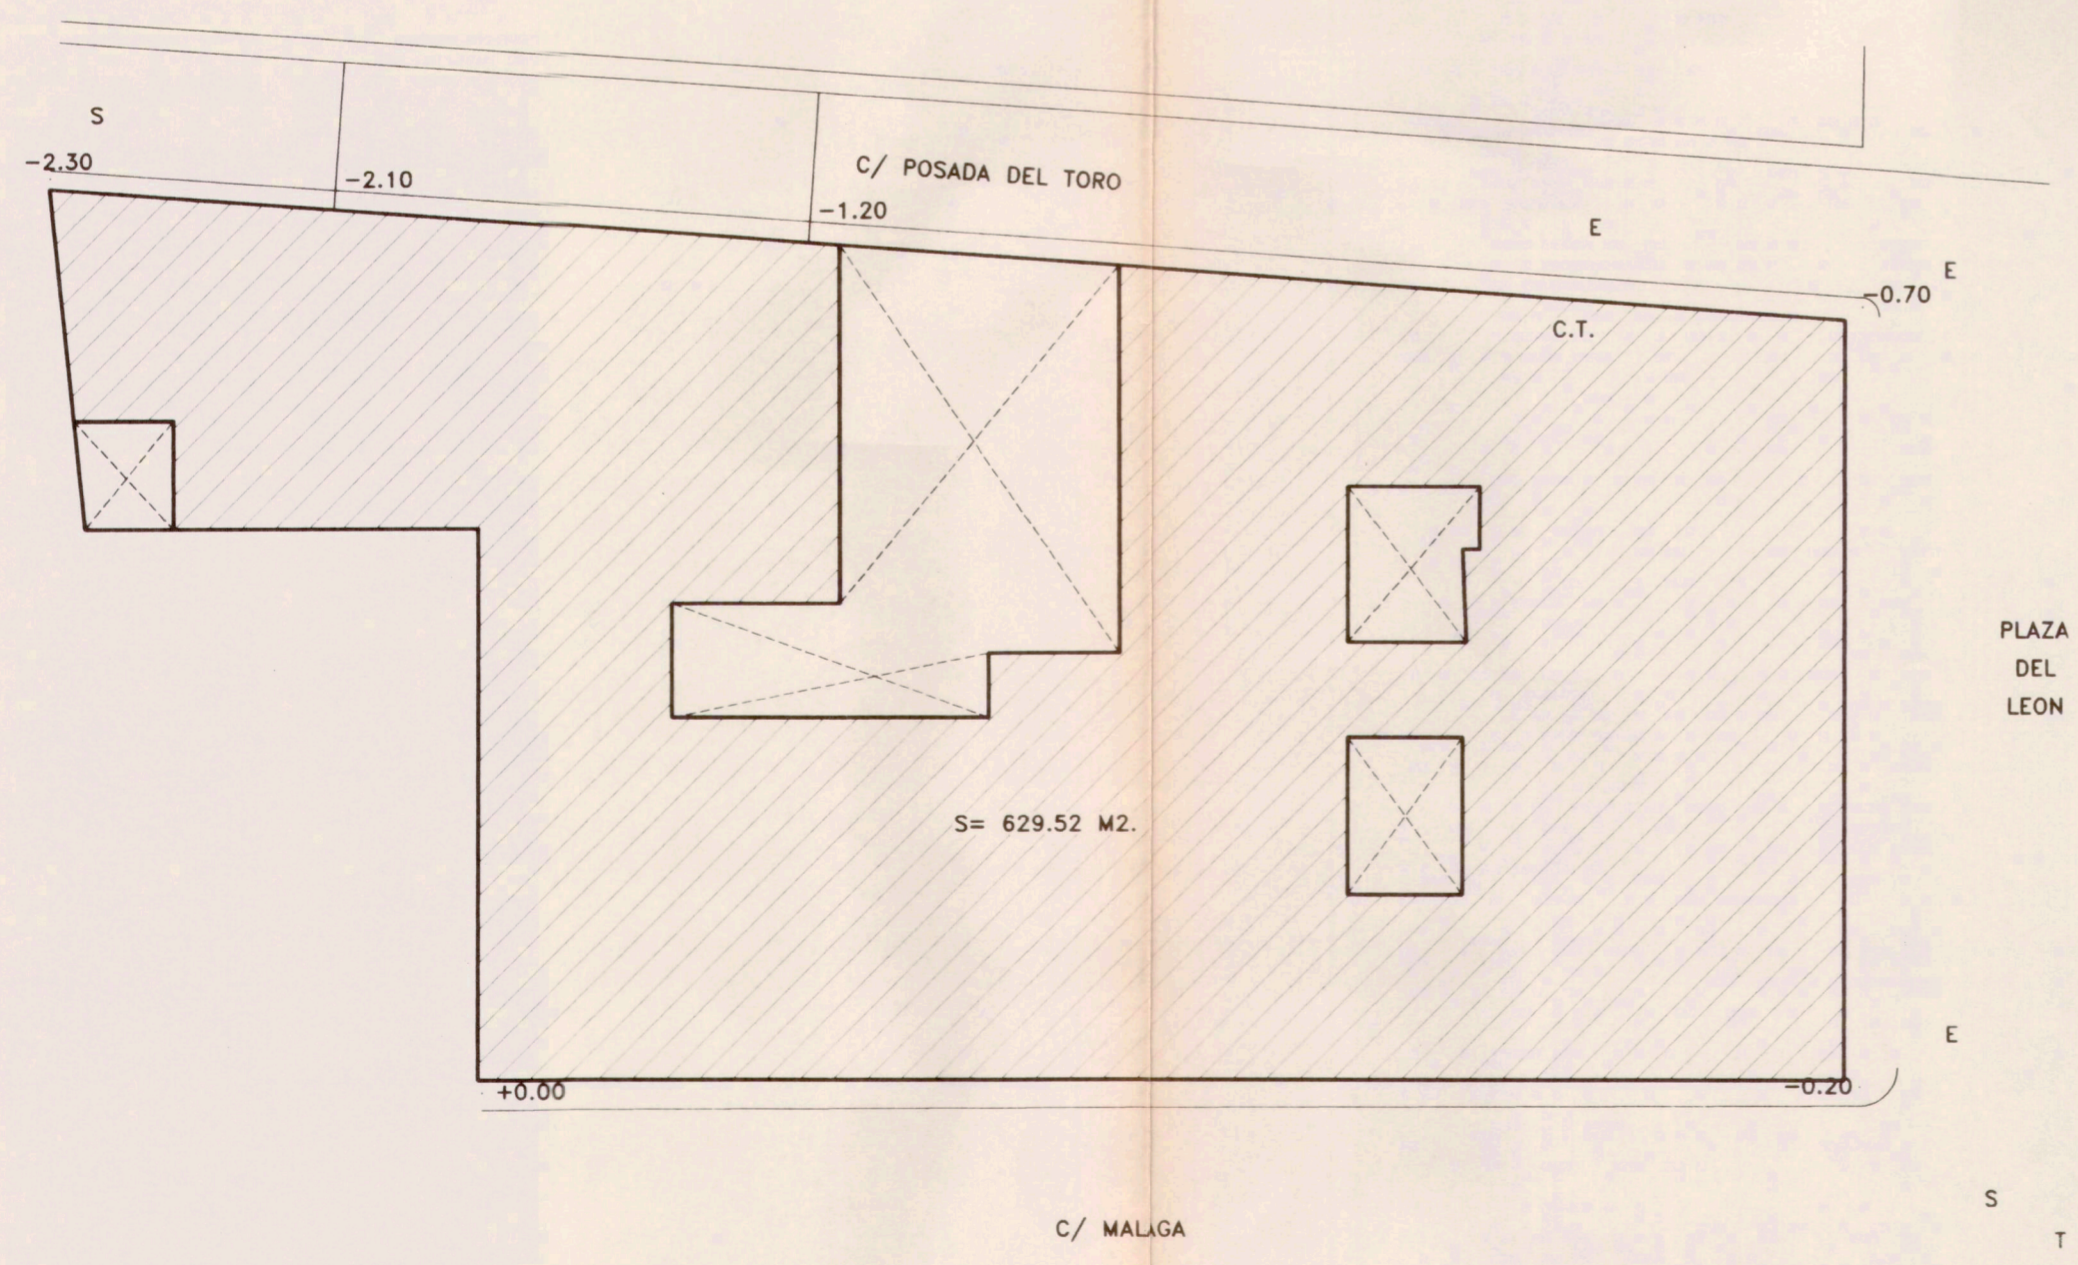 S
-2.30
-2.10
C/ POSADA DEL TORO
-1.20
E
E
-0.70
C.T.
PLAZA
DEL
LEON
S= 629.52 M2.
E
+0.00
-0.20
S
C/ MALAGA
T